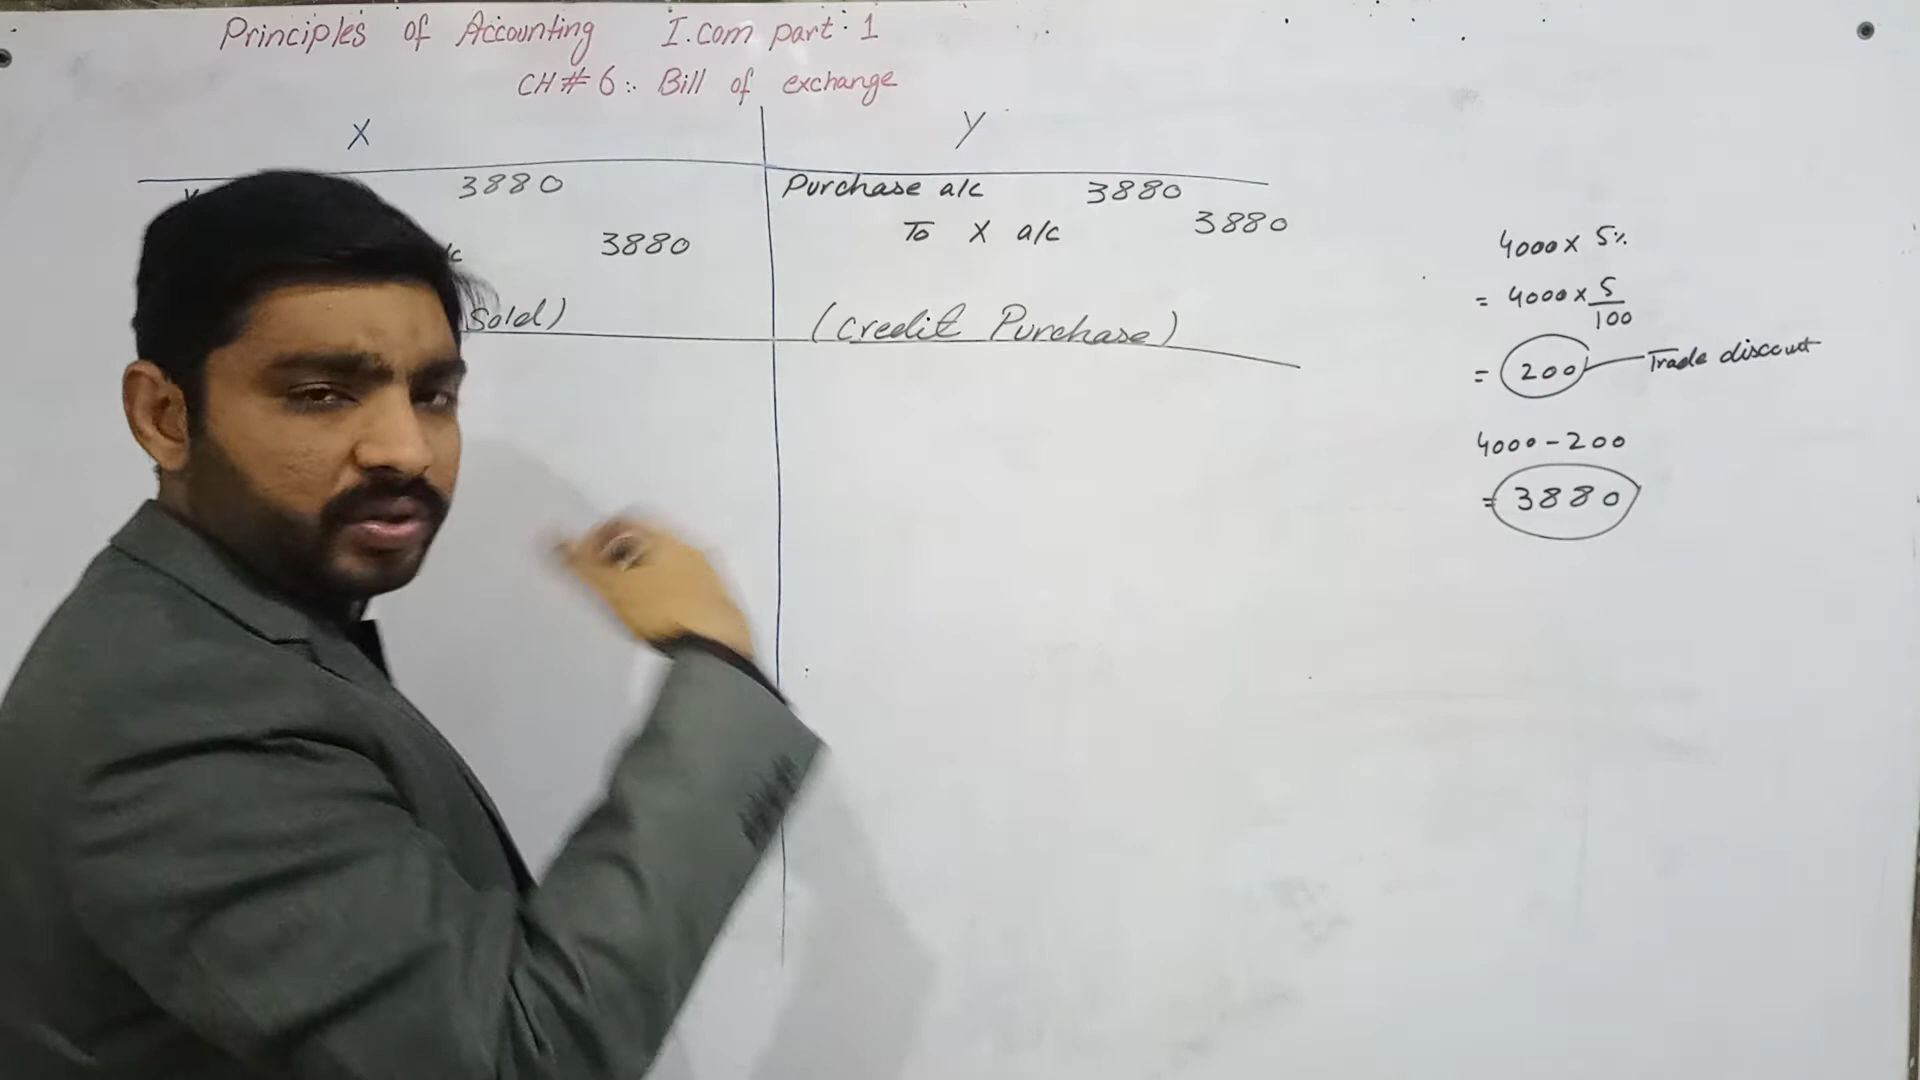 Principles of Accounting I.com part: 1
CH# 6:. Bill of exchange
X
3880
3880
Sold)
Y
Purchase a/c 3880
To X a/c 3880
(credit Purchase)
4000 x 5%
= 4000 x 5/100
= 200 Trade discount
4000 - 200
= 3880